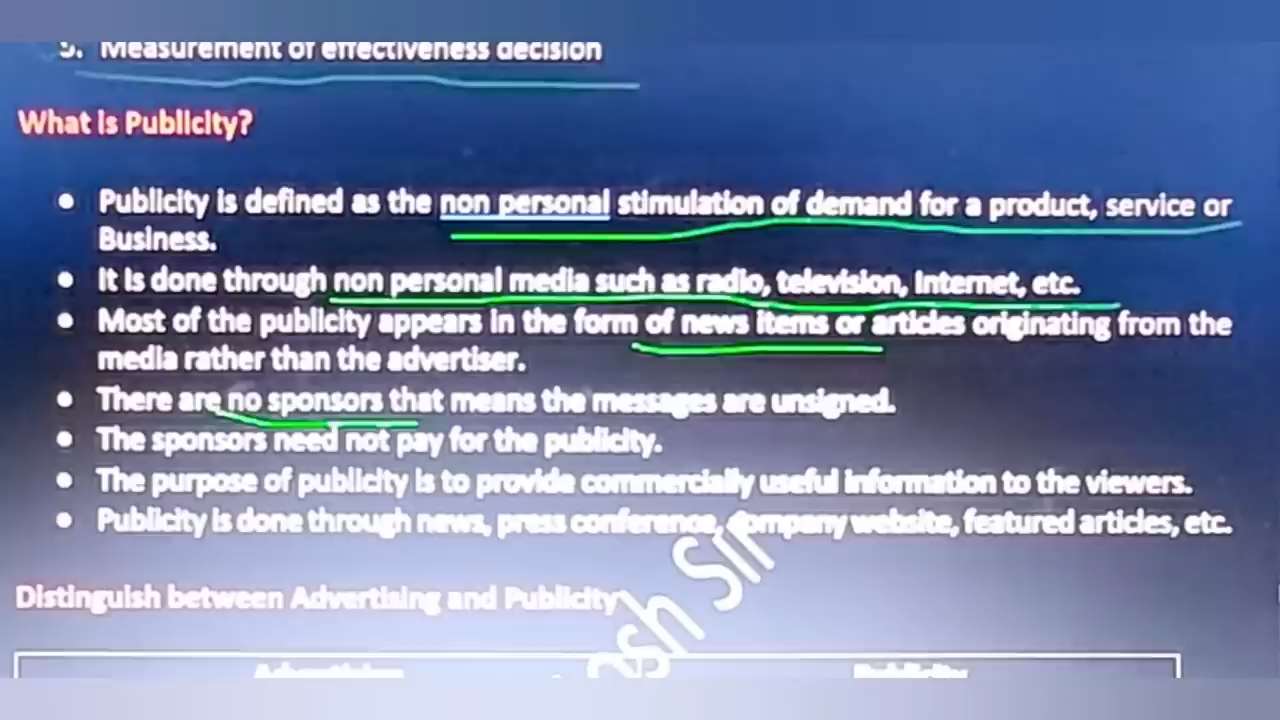 5. Measurement of effectiveness decision
What is Publicity?
• Publicity is defined as the non personal stimulation of demand for a product, service or
Business.
• It is done through non personal media such as radio, television, Internet, etc.
• Most of the publicity appears in the form of news items or articles originating from the
media rather than the advertiser.
• There are no sponsors that means the messages are unsigned.
• The sponsors need not pay for the publicity.
• The purpose of publicity is to provide commercially useful information to the viewers.
• Publicity is done through news, press conference, company website, featured articles, etc.
Distinguish between Advertising and Publicity
Advertising Publicity
Sir